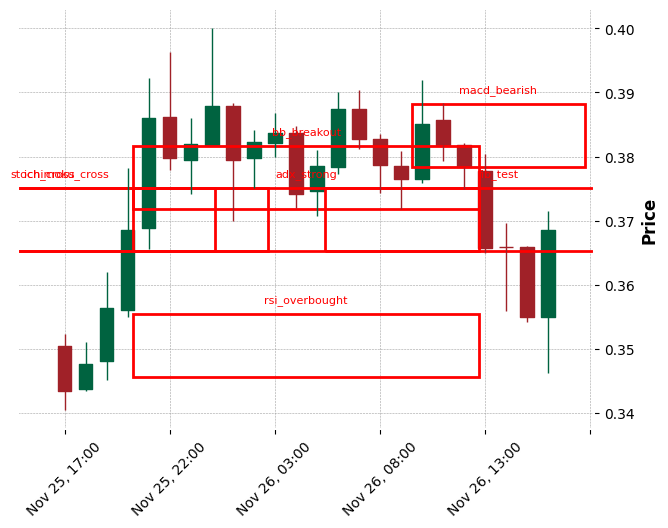 0.40
0.39
macd_bearish
bb_breakout
0.38
adx_strong
_test
0.37
Price
0.36
rsi_overbought
0.35
0.34
Nov 25, 17:00
Nov 25, 22:00
Nov 26, 03:00
Nov 26, 08:00
Nov 26, 13:00